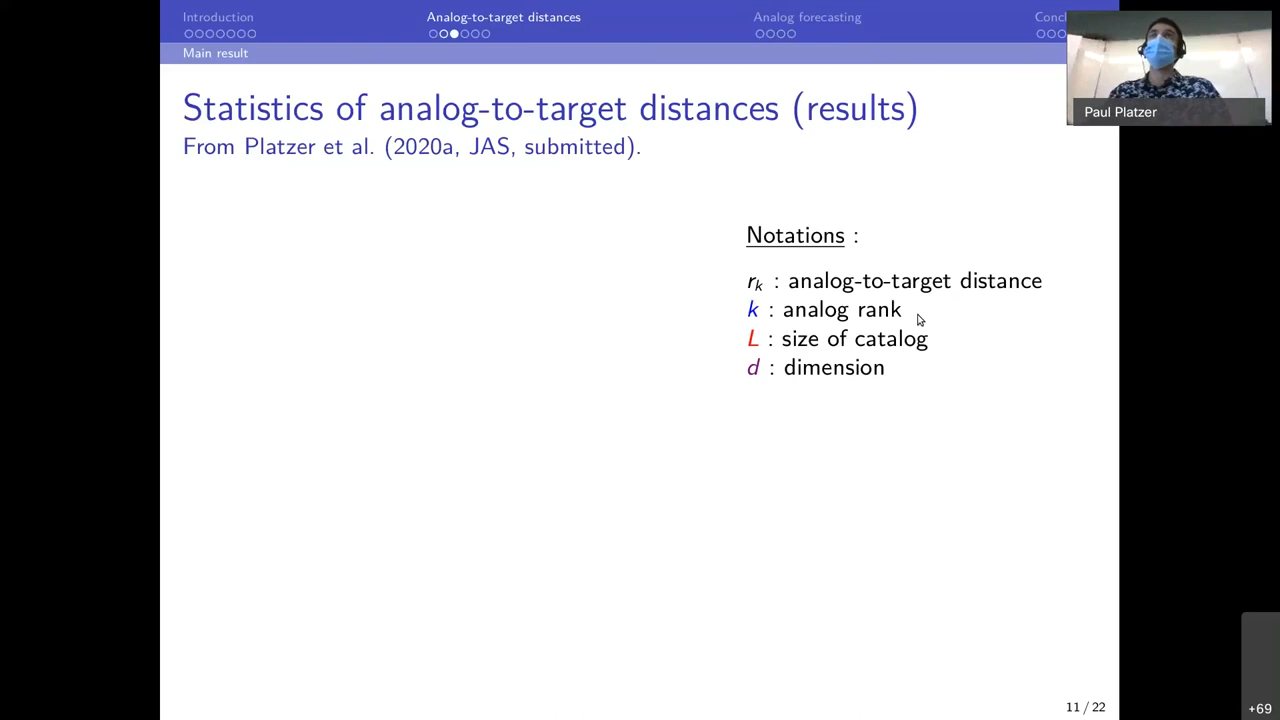 Introduction
Analog-to-target distances
Analog forecasting
Main result
Paul Platzer
Statistics of analog-to-target distances (results)
From Platzer et al. (2020a, JAS, submitted).
Notations :
rk : analog-to-target distance
k : analog rank
L : size of catalog
d : dimension
11 / 22
+69